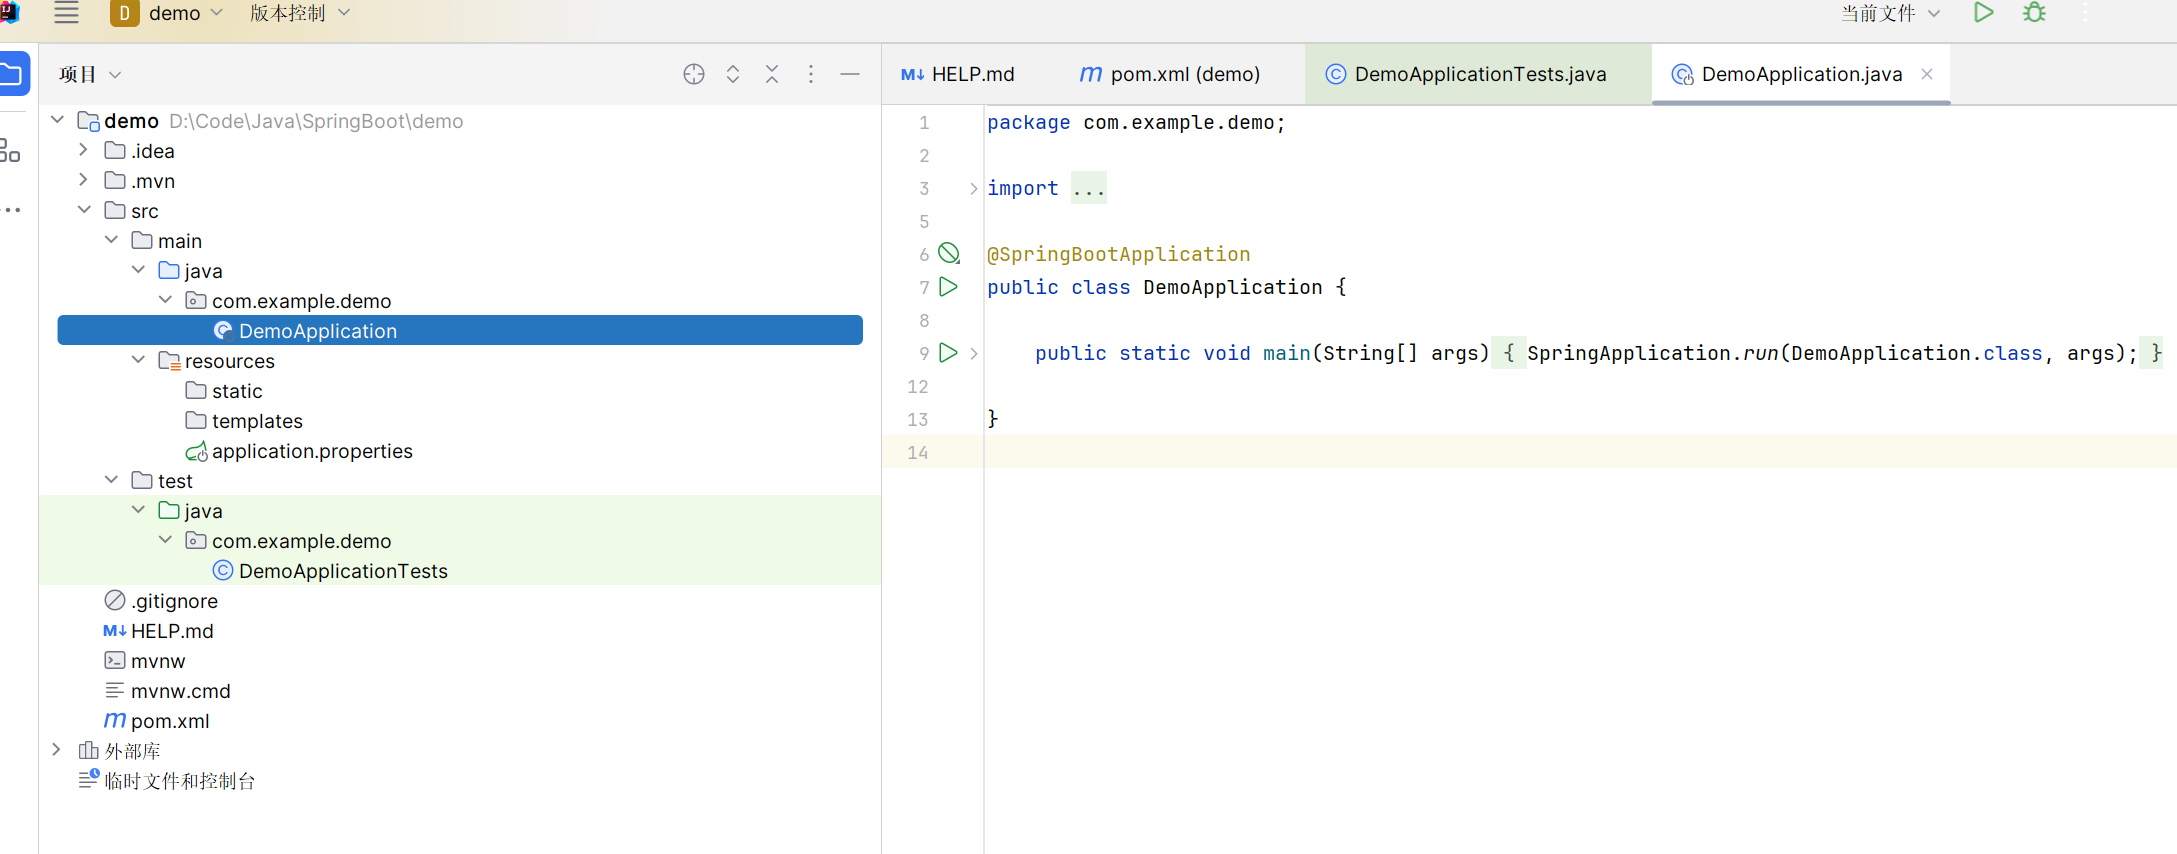 D demo 版本控制 当前文件
项目
demo D:\Code\Java\SpringBoot\demo
.idea
.mvn
src
main
java
com.example.demo
DemoApplication
resources
static
templates
application.properties
test
java
com.example.demo
DemoApplicationTests
.gitignore
HELP.md
mvnw
mvnw.cmd
pom.xml
外部库
临时文件和控制台
HELP.md pom.xml (demo) DemoApplicationTests.java DemoApplication.java
1 package com.example.demo;
2
3 import ...
5
6 @SpringBootApplication
7 public class DemoApplication {
8
9 public static void main(String[] args) { SpringApplication.run(DemoApplication.class, args); }
12
13 }
14